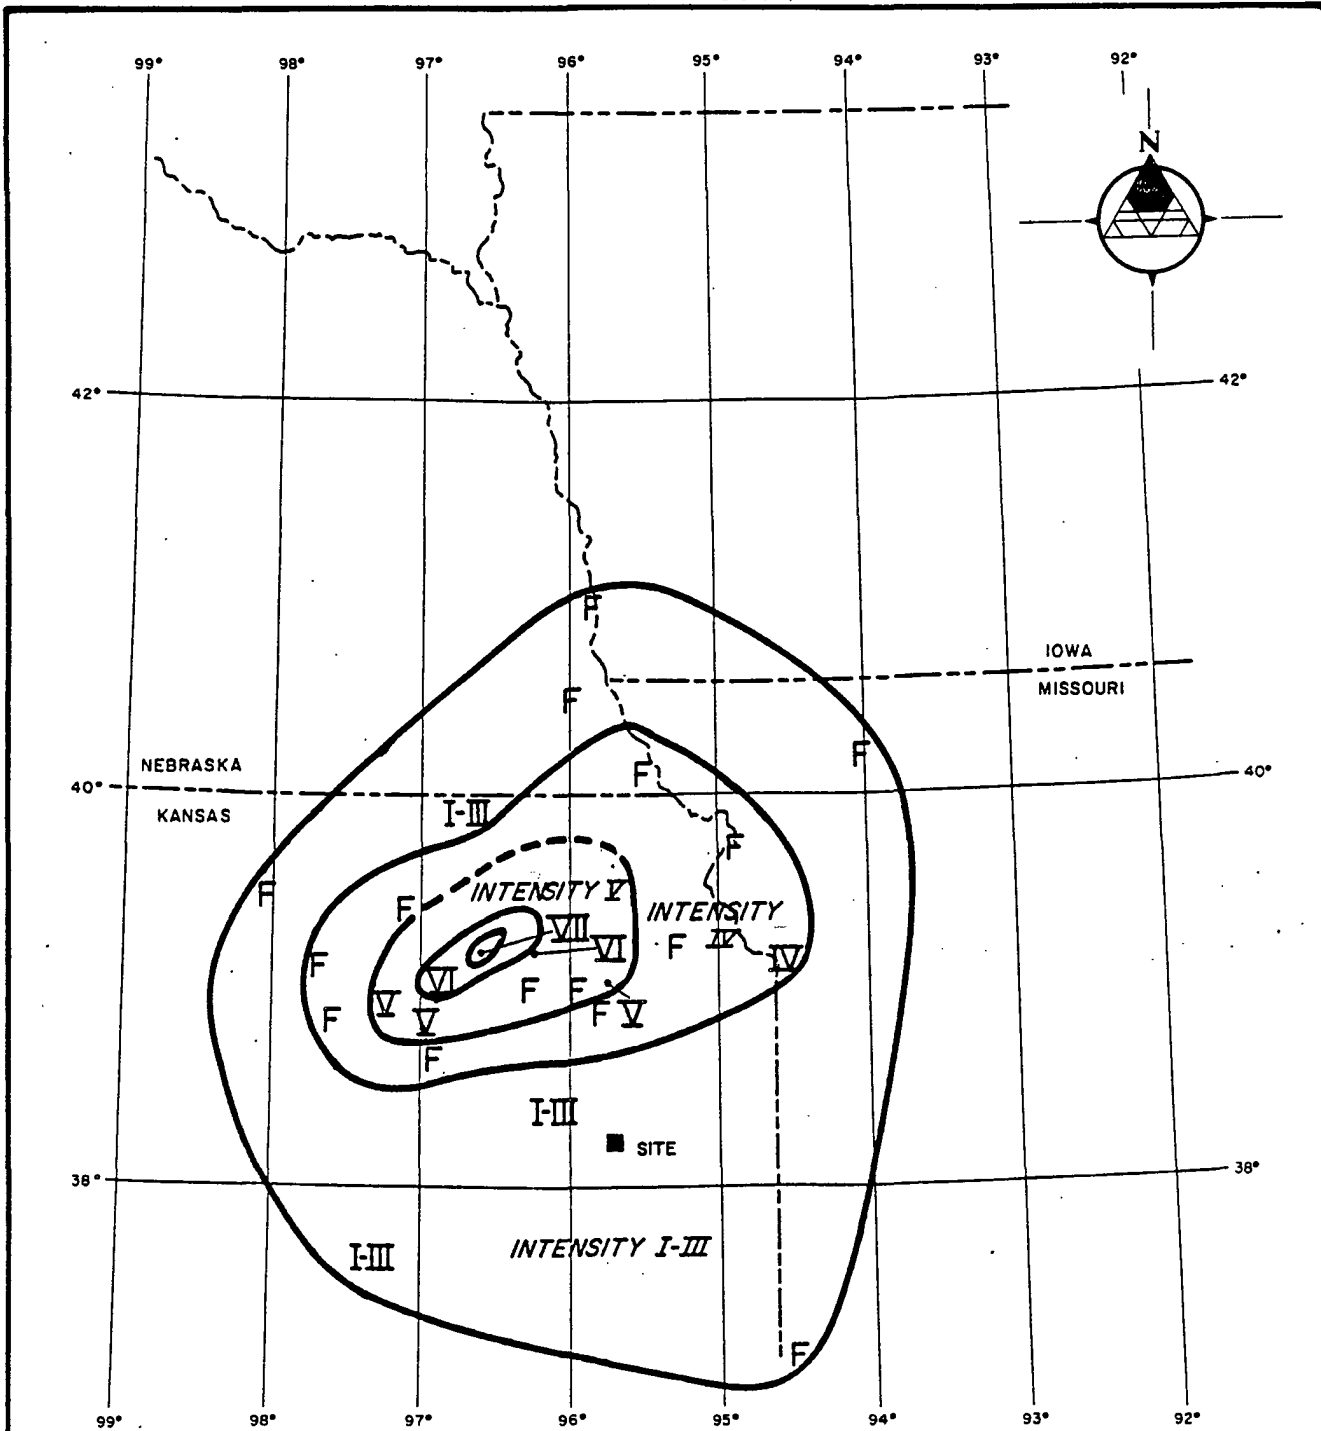 99° 98° 97° 96° 95° 94° 93° 92°
N
42° 42°
F
IOWA
MISSOURI
F
F
NEBRASKA
40° 40°
F
KANSAS
I-III
F
INTENSITY V
F
F
INTENSITY
VII
IV
F
VI
F
IV
VI
F
F
V
F
F
V
V
F
F
I-III
SITE
38° 38°
I-III
INTENSITY I-III
F
99° 98° 97° 96° 95° 94° 93° 92°